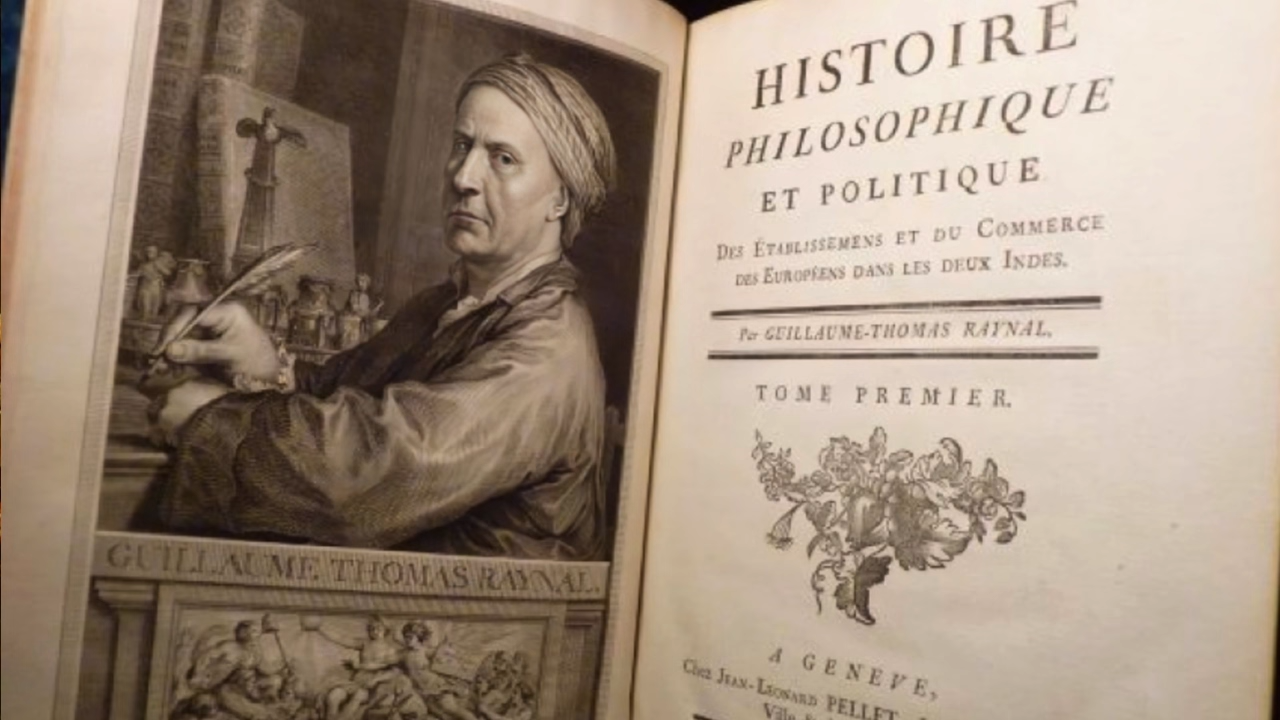 GUILLAUME THOMAS RAYNAL.
HISTOIRE
PHILOSOPHIQUE
ET POLITIQUE
DES ÉTABLISSEMENS ET DU COMMERCE
DES EUROPÉENS DANS LES DEUX INDES.
Par GUILLAUME-THOMAS RAYNAL.
TOME PREMIER.
A GENEVE,
Chez JEAN-LEONARD PELLET,
Ville